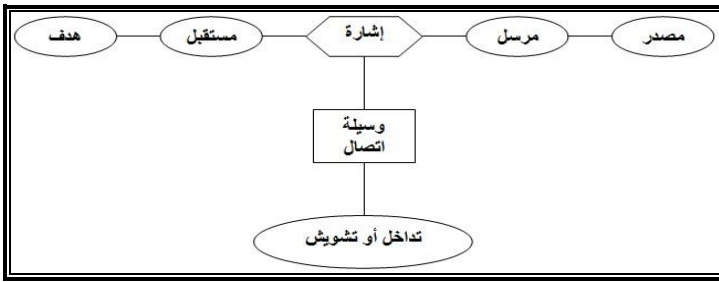 مصدر
مرسل
إشارة
مستقبل
هدف
وسيلة
اتصال
تداخل أو تشويش